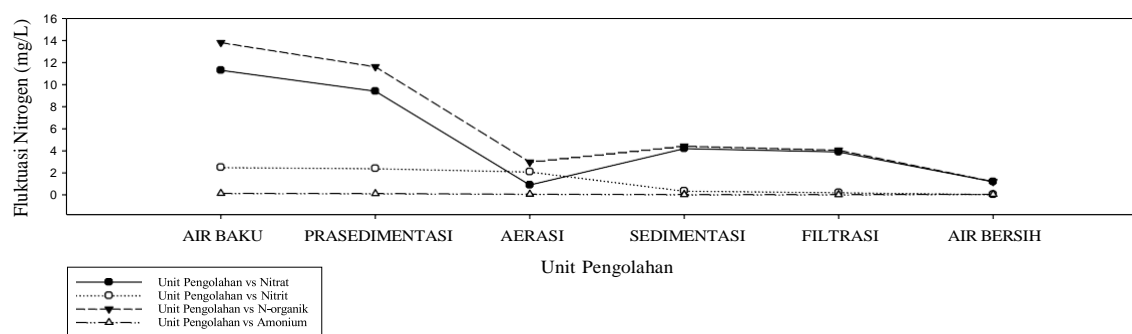 Fluktuasi Nitrogen (mg/L)
16
14
12
10
8
6
4
2
0
AIR BAKU PRASEDIMENTASI AERASI SEDIMENTASI FILTRASI AIR BERSIH
Unit Pengolahan
Unit Pengolahan vs Nitrat
Unit Pengolahan vs Nitrit
Unit Pengolahan vs N-organik
Unit Pengolahan vs Amonium